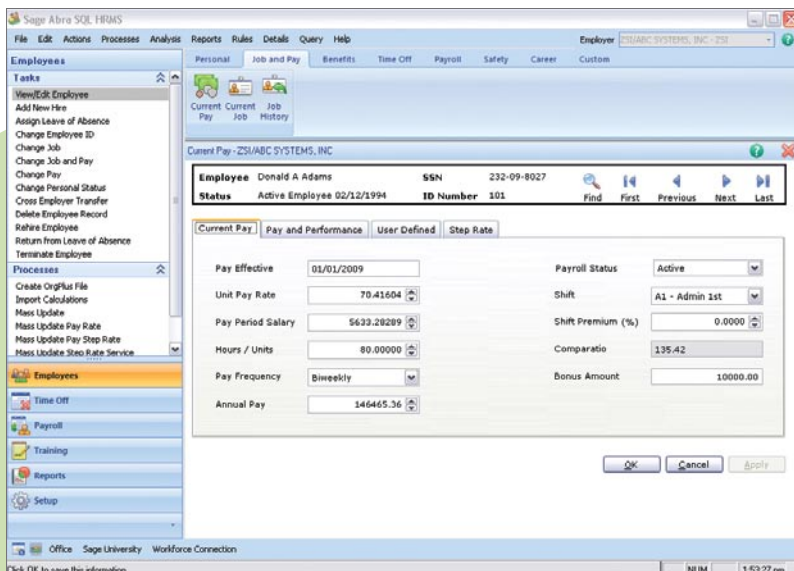 Sage Abra SQL HRMS
File Edit Actions Processes Analysis Reports Rules Details Query Help Employer ZSI/ABC SYSTEMS, INC - ZSI
Employees
Personal Job and Pay Benefits Time Off Payroll Safety Career Custom
Tasks
View/Edit Employee
Add New Hire
Assign Leave of Absence
Change Employee ID
Change Job
Change Job and Pay
Change Pay
Change Personal Status
Cross Employer Transfer
Delete Employee Record
Rehire Employee
Return from Leave of Absence
Terminate Employee
Processes
Create OrgPlus File
Import Calculations
Mass Update
Mass Update Pay Rate
Mass Update Pay Step Rate
Mass Update Step Rate Service
Employees
Time Off
Payroll
Training
Reports
Setup
Current Pay
Current Job
Job History
Current Pay - ZSI/ABC SYSTEMS, INC
Employee Donald A Adams SSN 232-09-8027
Status Active Employee 02/12/1994 ID Number 101
Find First Previous Next Last
Current Pay Pay and Performance User Defined Step Rate
Pay Effective 01/01/2009 Payroll Status Active
Unit Pay Rate 70.41604 Shift A1 - Admin 1st
Pay Period Salary 5633.28289 Shift Premium (%) 0.0000
Hours / Units 80.00000 Comparatio 135.42
Pay Frequency Biweekly Bonus Amount 10000.00
Annual Pay 146465.36
OK Cancel Apply
Office Sage University Workforce Connection
Click OK to save this information NUM 1:53:27 pm